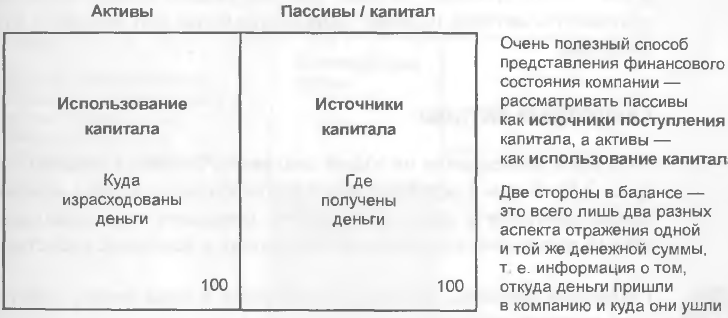 Активы
Пассивы / капитал
Использование
капитала
Куда
израсходованы
деньги
100
Источники
капитала
Где
получены
деньги
100
Очень полезный способ
представления финансового
состояния компании —
рассматривать пассивы
как источники поступления
капитала, а активы —
как использование капитал
Две стороны в балансе —
это всего лишь два разных
аспекта отражения одной
и той же денежной суммы,
т. е. информация о том,
откуда деньги пришли
в компанию и куда они ушли